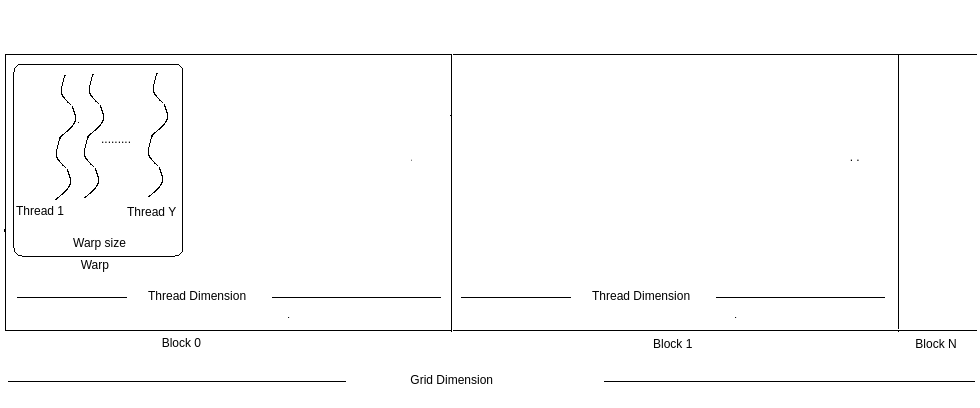 .........
Thread 1
Thread Y
Warp size
Warp
Thread Dimension
Thread Dimension
Block 0
Block 1
Block N
Grid Dimension